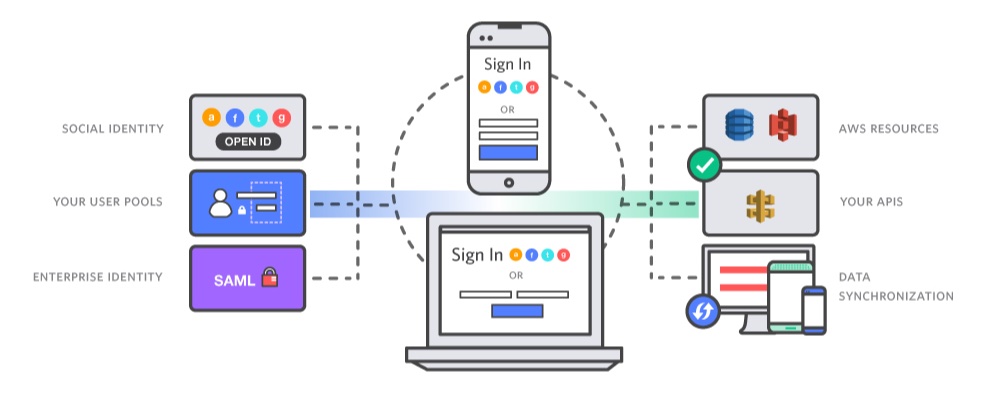 Sign In
a f t g
OR
a f t g
OPEN ID
SOCIAL IDENTITY
YOUR USER POOLS
SAML
ENTERPRISE IDENTITY
Sign In a f t g
OR
AWS RESOURCES
YOUR APIS
DATA
SYNCHRONIZATION